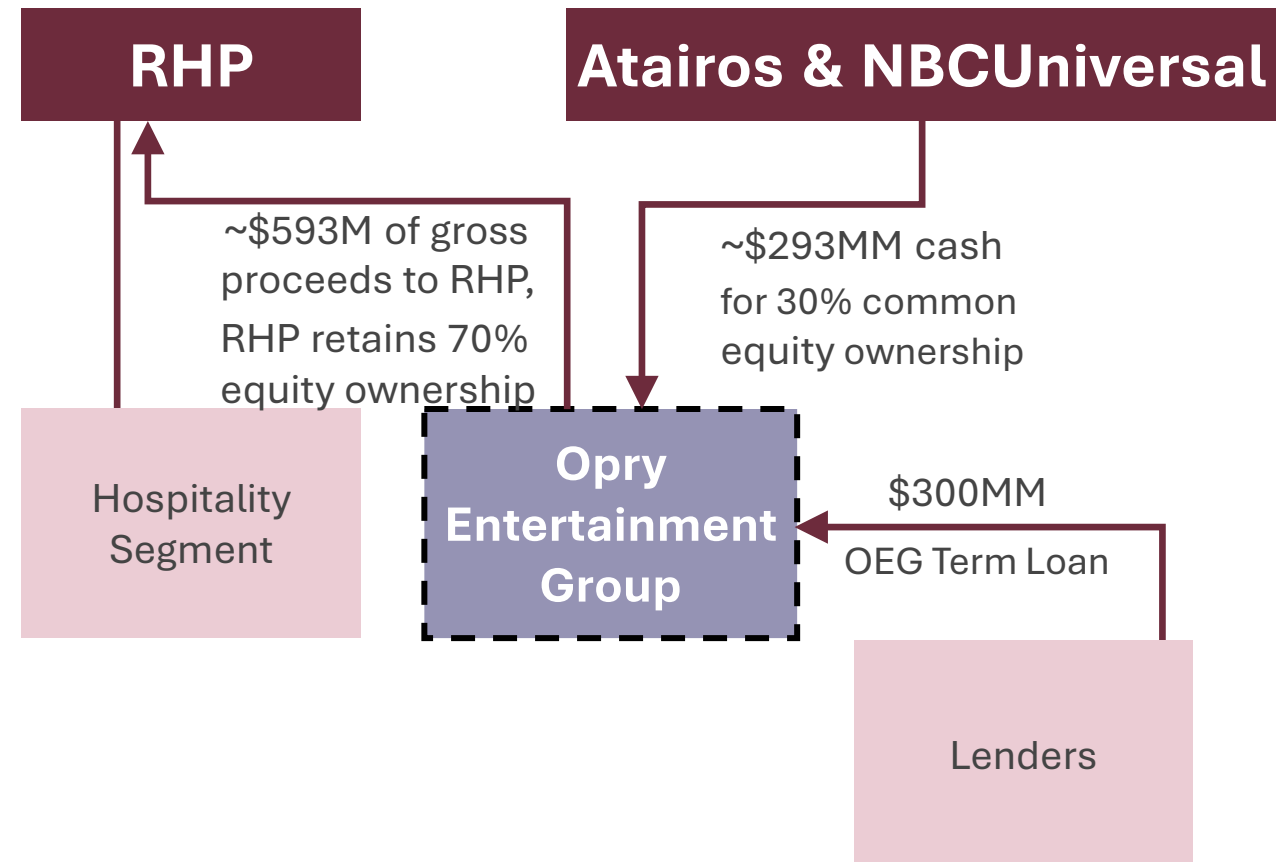 RHP
Atairos & NBCUniversal
~$593M of gross
proceeds to RHP,
RHP retains 70%
equity ownership
~$293MM cash
for 30% common
equity ownership
Hospitality
Segment
Opry
Entertainment
Group
$300MM
OEG Term Loan
Lenders